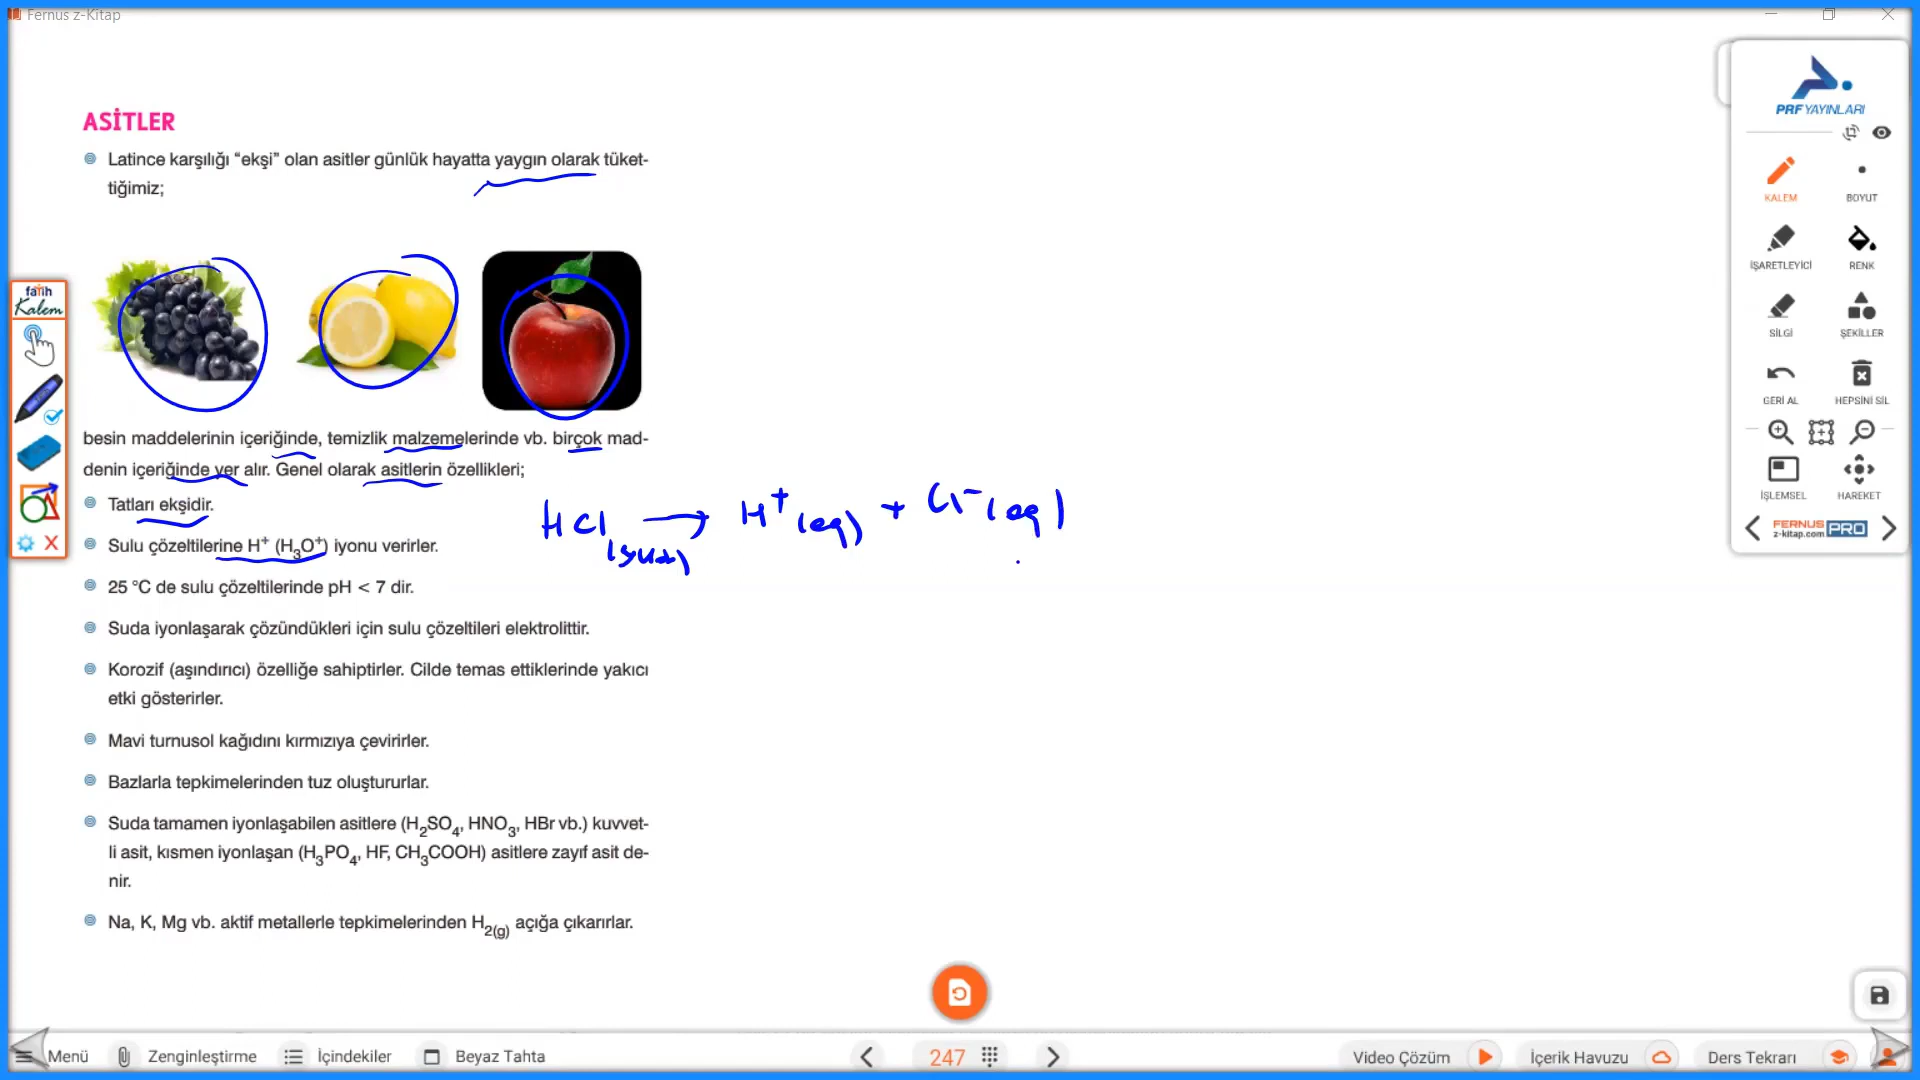 Fernus z-Kitap
ASİTLER
Latince karşılığı “ekşi” olan asitler günlük hayatta yaygın olarak tüket-
tiğimiz;
besin maddelerinin içeriğinde, temizlik malzemelerinde vb. birçok mad-
denin içeriğinde yer alır. Genel olarak asitlerin özellikleri;
Tatları ekşidir.
Sulu çözeltilerine H⁺ (H₃O⁺) iyonu verirler.
HCl (suda) → H⁺(aq) + Cl⁻(aq)
25 °C de sulu çözeltilerinde pH < 7 dir.
Suda iyonlaşarak çözündükleri için sulu çözeltileri elektrolittir.
Korozif (aşındırıcı) özelliğe sahiptirler. Cilde temas ettiklerinde yakıcı
etki gösterirler.
Mavi turnusol kağıdını kırmızıya çevirirler.
Bazlarla tepkimelerinden tuz oluştururlar.
Suda tamamen iyonlaşabilen asitlere (H₂SO₄, HNO₃, HBr vb.) kuvvet-
li asit, kısmen iyonlaşan (H₃PO₄, HF, CH₃COOH) asitlere zayıf asit de-
nir.
Na, K, Mg vb. aktif metallerle tepkimelerinden H₂(g) açığa çıkarırlar.
fatih
Kalem
PRF YAYINLARI
KALEM BOYUT
İŞARETLEYİCİ RENK
SİLGİ ŞEKİLLER
GERİ AL HEPSİNİ SİL
İŞLEMSEL HAREKET
FERNUS PRO
z-kitap.com
Menü Zenginleştirme İçindekiler Beyaz Tahta 247 Video Çözüm İçerik Havuzu Ders Tekrarı